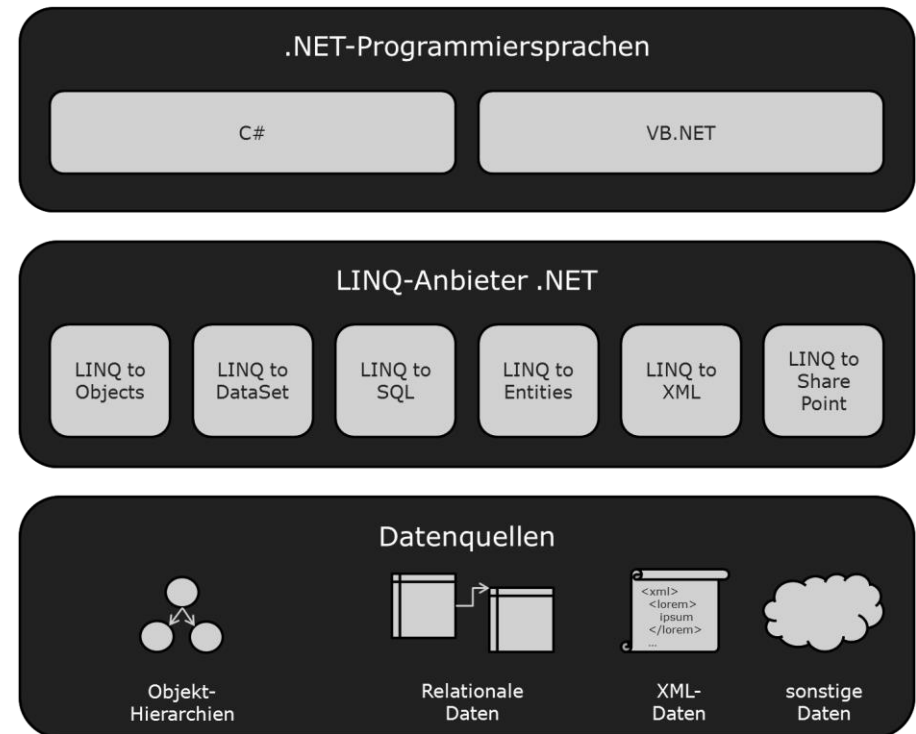 .NET-Programmiersprachen
C#
VB.NET
LINQ-Anbieter .NET
LINQ to
Objects
LINQ to
DataSet
LINQ to
SQL
LINQ to
Entities
LINQ to
XML
LINQ to
Share
Point
Datenquellen
<xml>
<lorem>
ipsum
</lorem>
...
Objekt-
Hierarchien
Relationale
Daten
XML-
Daten
sonstige
Daten